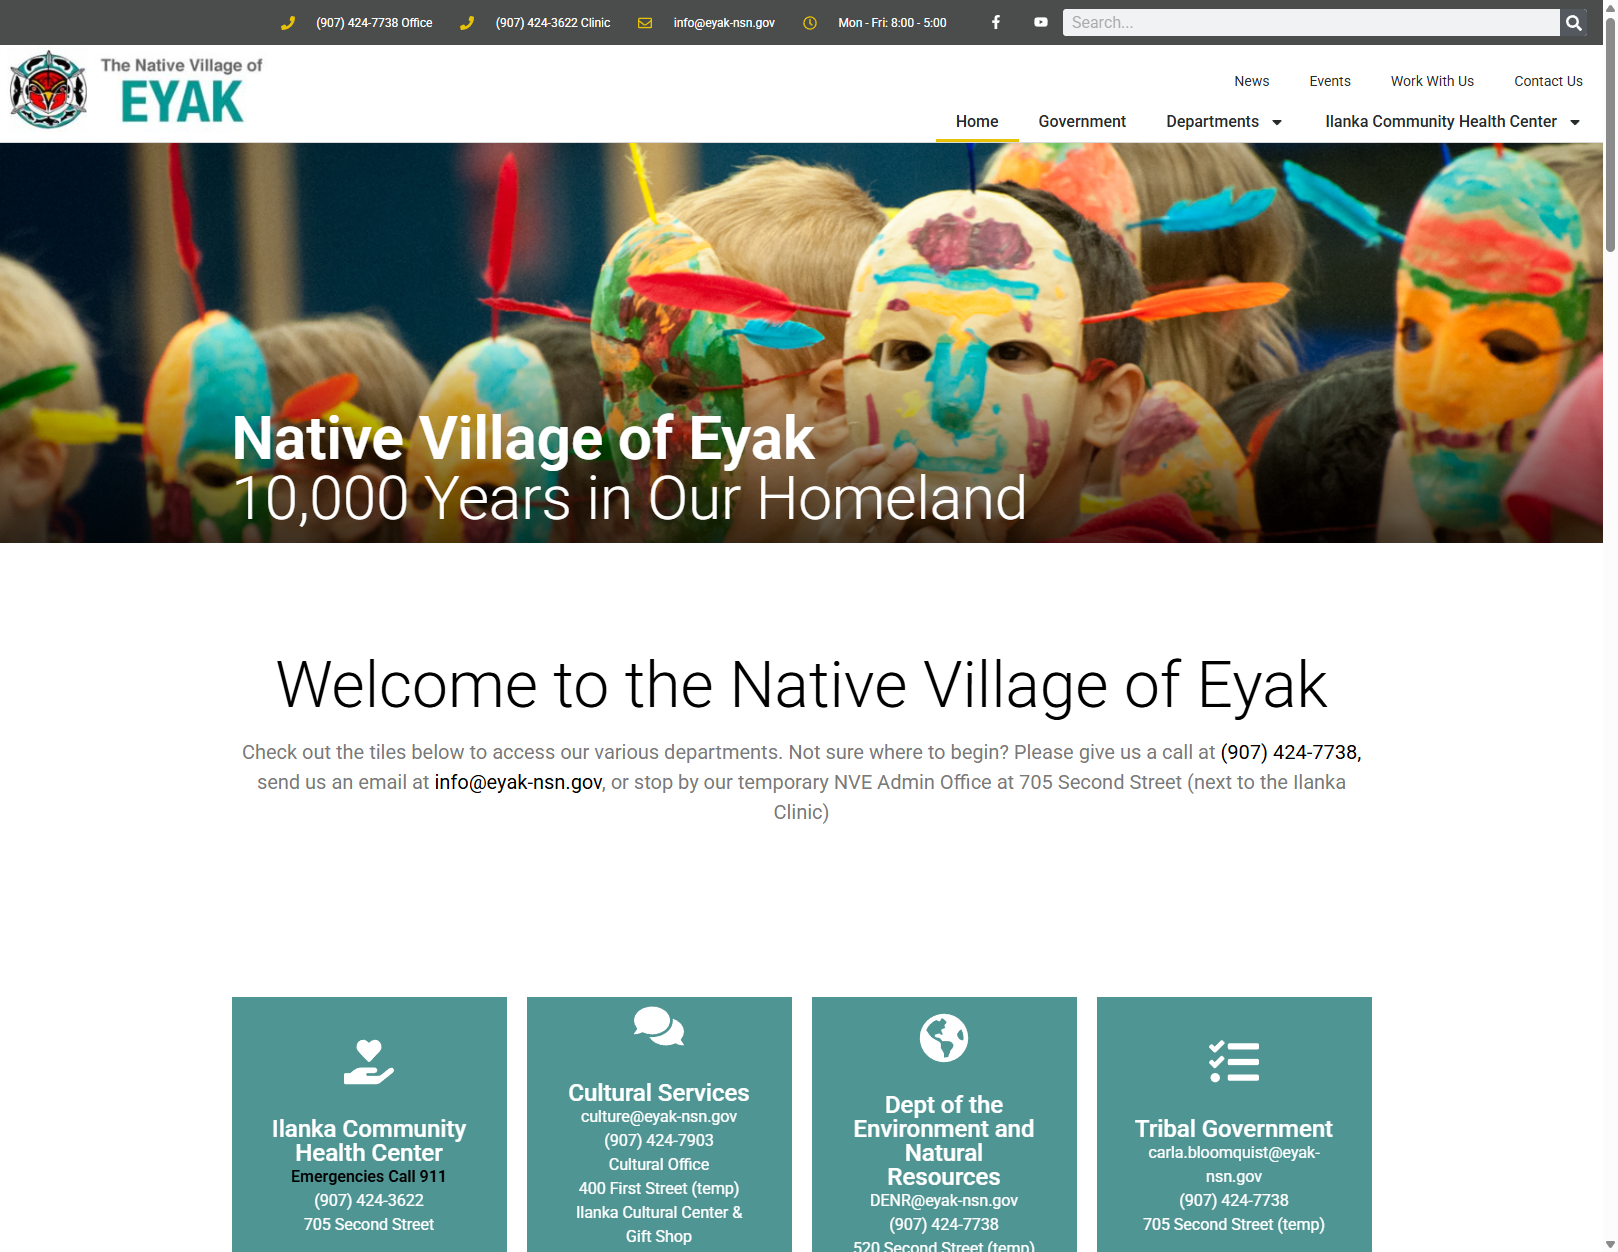 (907) 424-7738 Office (907) 424-3622 Clinic info@eyak-nsn.gov Mon - Fri: 8:00 - 5:00 Search...
The Native Village of
EYAK
News Events Work With Us Contact Us
Home Government Departments Ilanka Community Health Center
Native Village of Eyak
10,000 Years in Our Homeland
Welcome to the Native Village of Eyak
Check out the tiles below to access our various departments. Not sure where to begin? Please give us a call at (907) 424-7738,
send us an email at info@eyak-nsn.gov, or stop by our temporary NVE Admin Office at 705 Second Street (next to the Ilanka
Clinic)
Ilanka Community
Health Center
Emergencies Call 911
(907) 424-3622
705 Second Street
Cultural Services
culture@eyak-nsn.gov
(907) 424-7903
Cultural Office
400 First Street (temp)
Ilanka Cultural Center &
Gift Shop
Dept of the
Environment and
Natural
Resources
DENR@eyak-nsn.gov
(907) 424-7738
520 Second Street (temp)
Tribal Government
carla.bloomquist@eyak-
nsn.gov
(907) 424-7738
705 Second Street (temp)